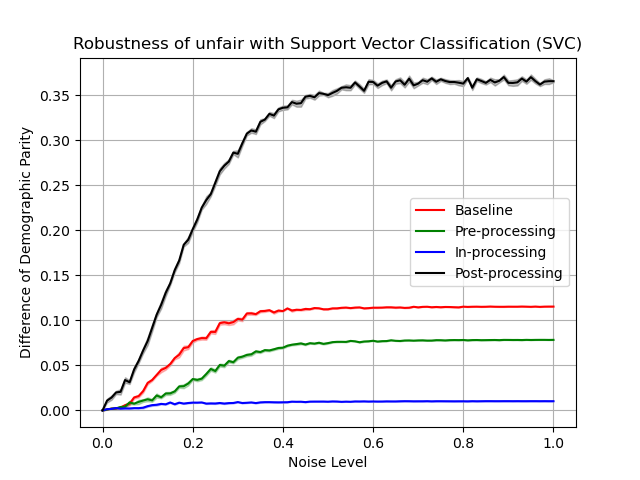 Robustness of unfair with Support Vector Classification (SVC)
Difference of Demographic Parity
0.35
0.30
0.25
0.20
0.15
0.10
0.05
0.00
Baseline
Pre-processing
In-processing
Post-processing
0.0 0.2 0.4 0.6 0.8 1.0
Noise Level